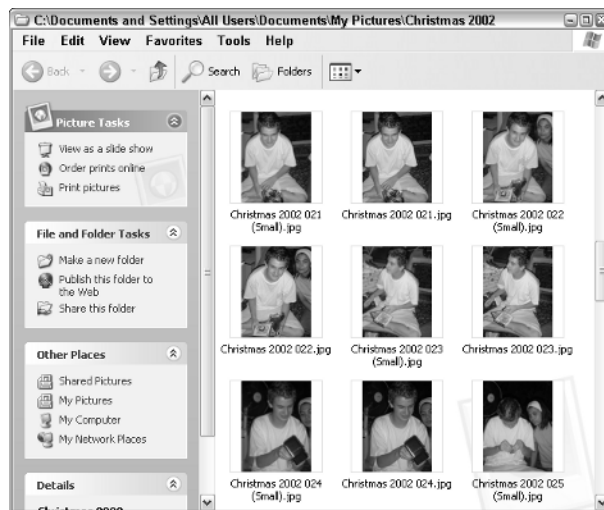 C:\Documents and Settings\All Users\Documents\My Pictures\Christmas 2002
File Edit View Favorites Tools Help
Back Search Folders
Picture Tasks
View as a slide show
Order prints online
Print pictures
File and Folder Tasks
Make a new folder
Publish this folder to
the Web
Share this folder
Other Places
Shared Pictures
My Pictures
My Computer
My Network Places
Details
Christmas 2002
Christmas 2002 021
(Small).jpg
Christmas 2002 021.jpg
Christmas 2002 022
(Small).jpg
Christmas 2002 022.jpg
Christmas 2002 023
(Small).jpg
Christmas 2002 023.jpg
Christmas 2002 024
(Small).jpg
Christmas 2002 024.jpg
Christmas 2002 025
(Small).jpg